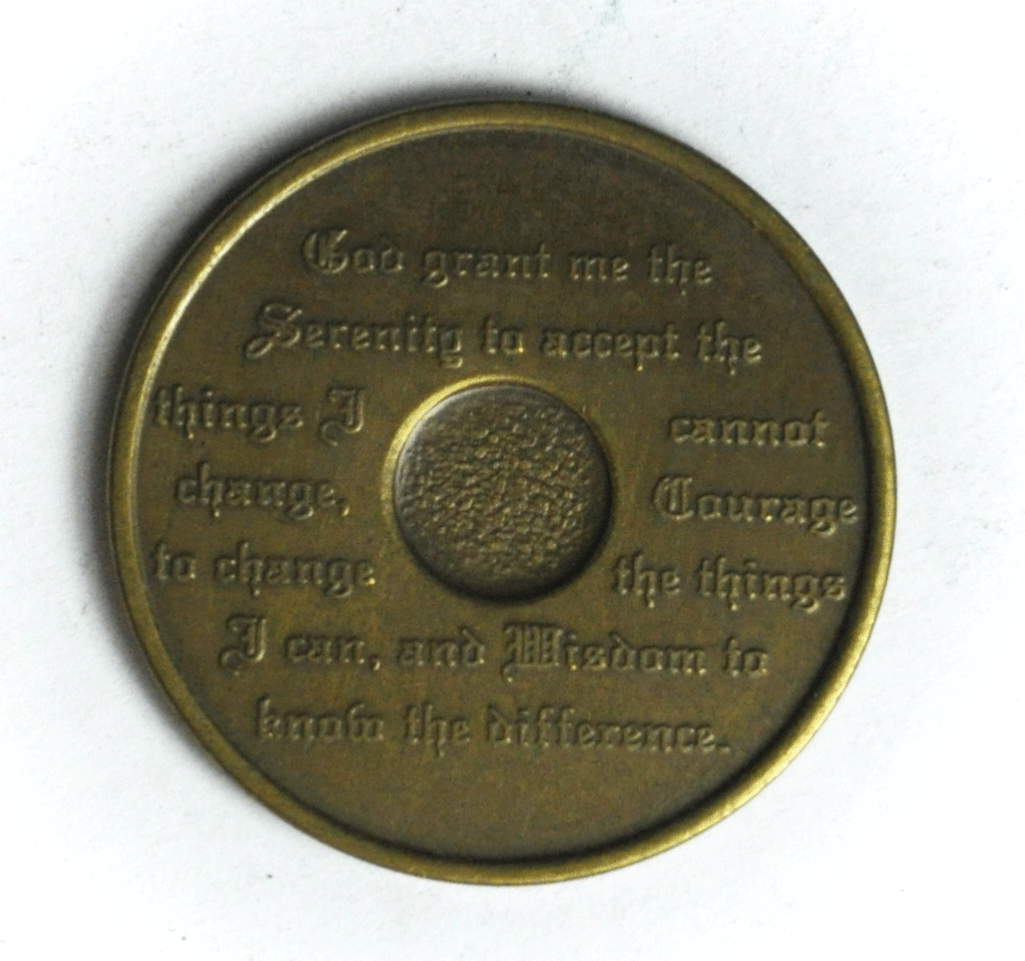 God grant me the
Serenity to accept the
things I cannot
change, Courage
to change the things
I can, and Wisdom to
know the difference.